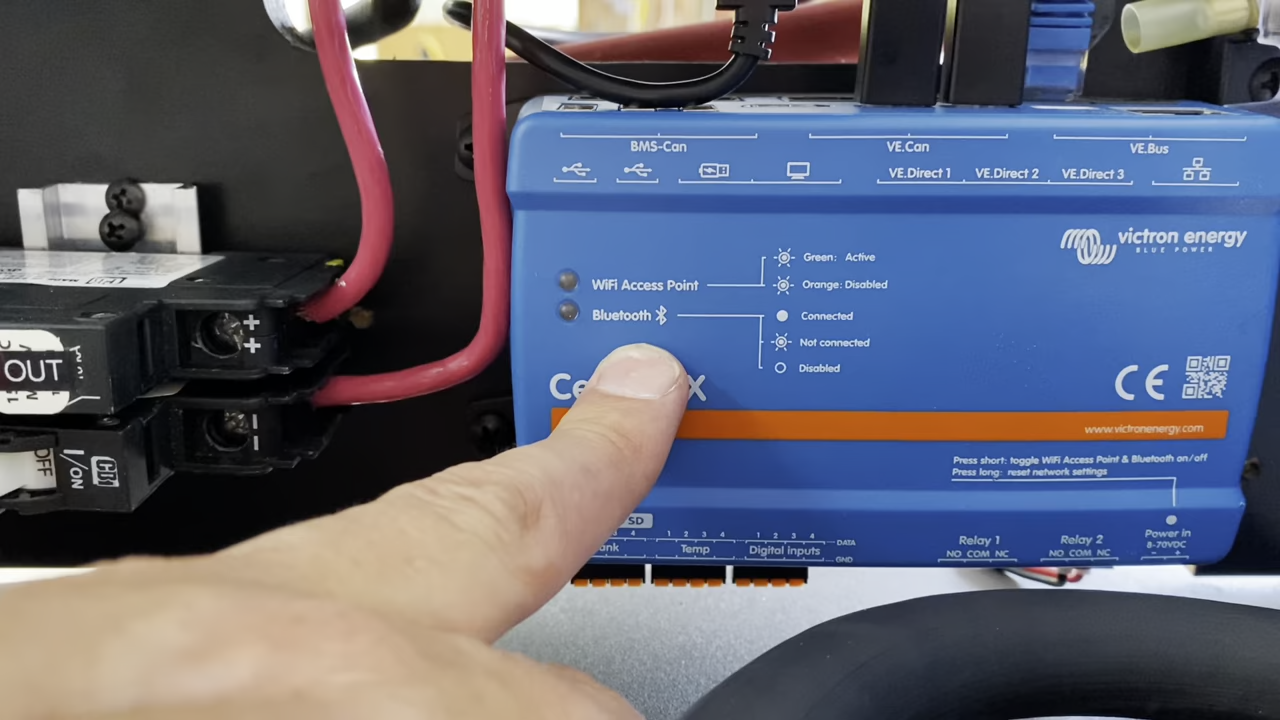 BMS-Can VE.Can VE.Bus
VE.Direct 1 VE.Direct 2 VE.Direct 3
victron energy
BLUE POWER
WiFi Access Point
Green: Active
Orange: Disabled
Bluetooth
Connected
Not connected
Disabled
Ce X
CE
www.victronenergy.com
Press short: toggle WiFi Access Point & Bluetooth on/off
Press long: reset network settings
SD
4 1 2 3 4 1 2 3 4 DATA
ank Temp Digital inputs GND
Relay 1 Relay 2 Power in
NO COM NC NO COM NC 8-70VDC
- +
OUT
+
+
OFF
I/ON
CBI